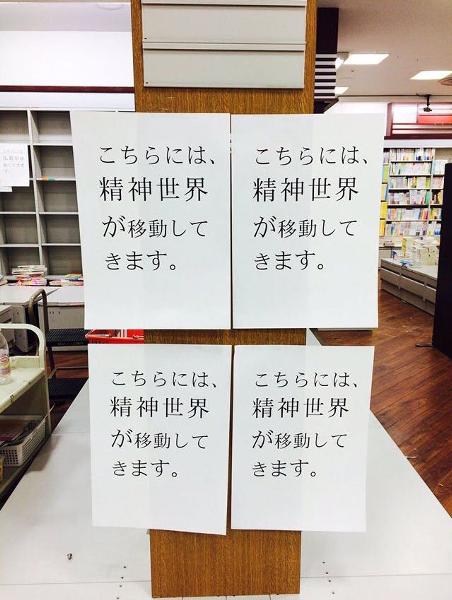 こちらには、
精神世界
が移動して
きます。
こちらには、
精神世界
が移動して
きます。
こちらには、
精神世界
が移動して
きます。
こちらには、
精神世界
が移動して
きます。